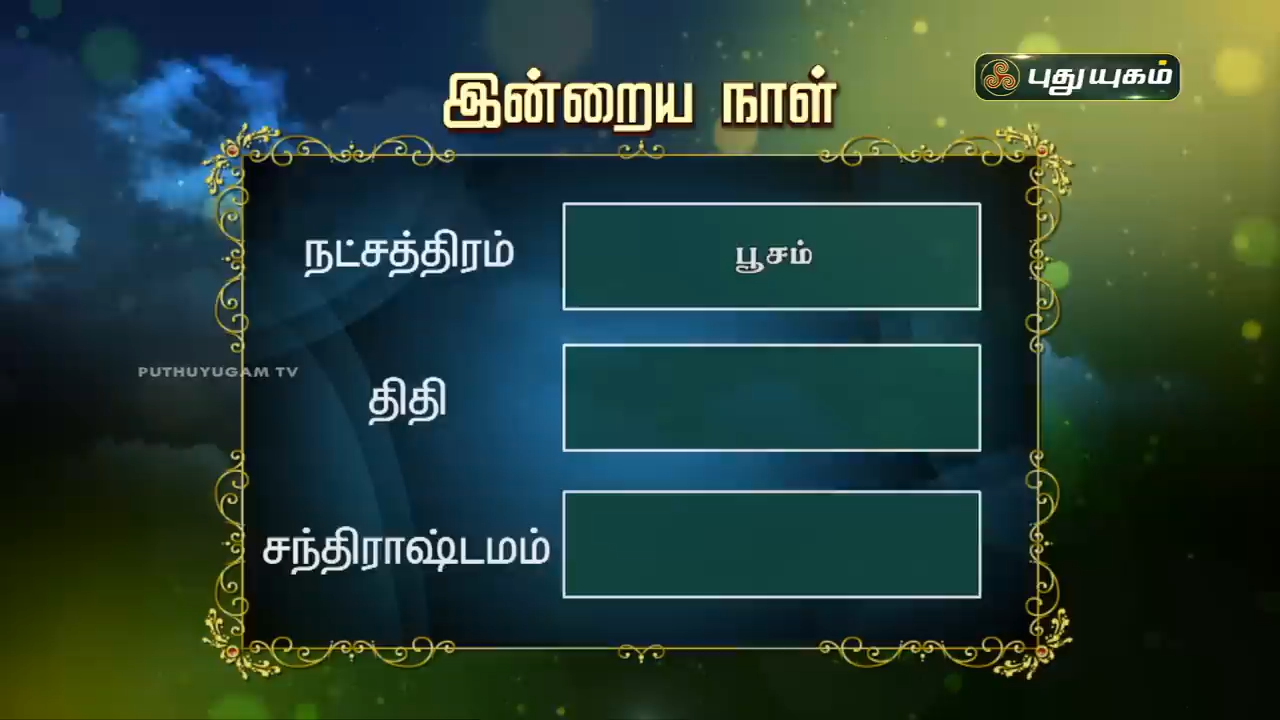 இன்றைய நாள்
புதுயுகம்
நட்சத்திரம்
பூசம்
PUTHUYUGAM TV
திதி
சந்திராஷ்டமம்